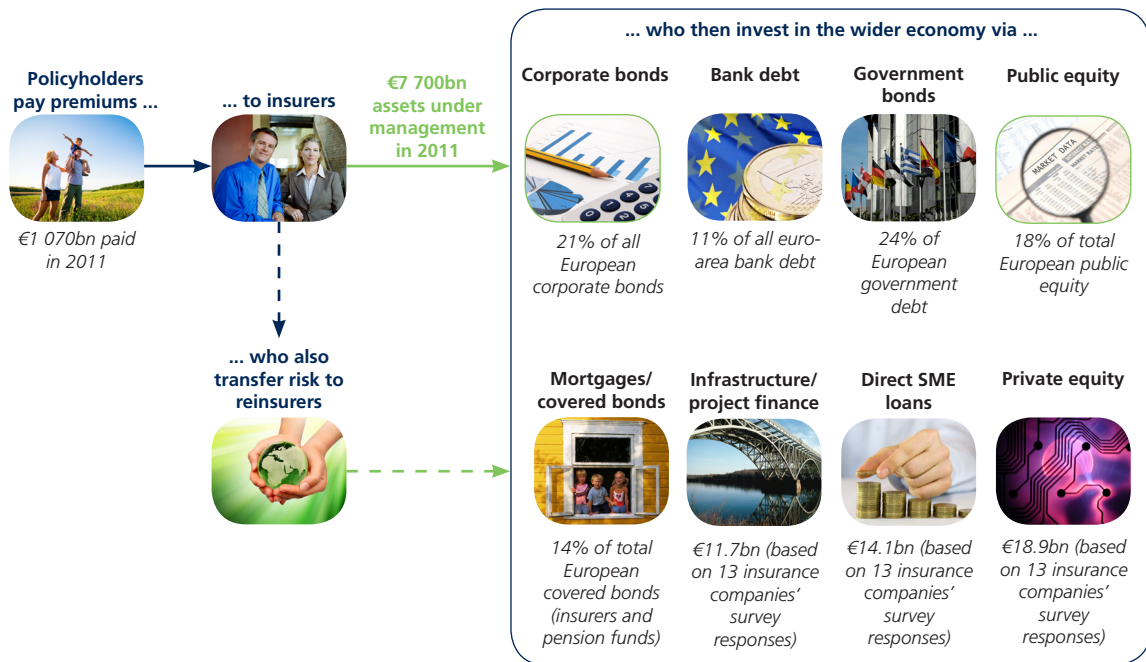 Policyholders
pay premiums ...
€1 070bn paid
in 2011
... to insurers
€7 700bn
assets under
management
in 2011
... who also
transfer risk to
reinsurers
... who then invest in the wider economy via ...
Corporate bonds
21% of all
European
corporate bonds
Bank debt
11% of all euro-
area bank debt
Government
bonds
24% of
European
government
debt
Public equity
MARKET DATA
18% of total
European public
equity
Mortgages/
covered bonds
14% of total
European
covered bonds
(insurers and
pension funds)
Infrastructure/
project finance
€11.7bn (based
on 13 insurance
companies’
survey
responses)
Direct SME
loans
€14.1bn (based
on 13 insurance
companies’
survey
responses)
Private equity
€18.9bn (based
on 13 insurance
companies’
survey
responses)